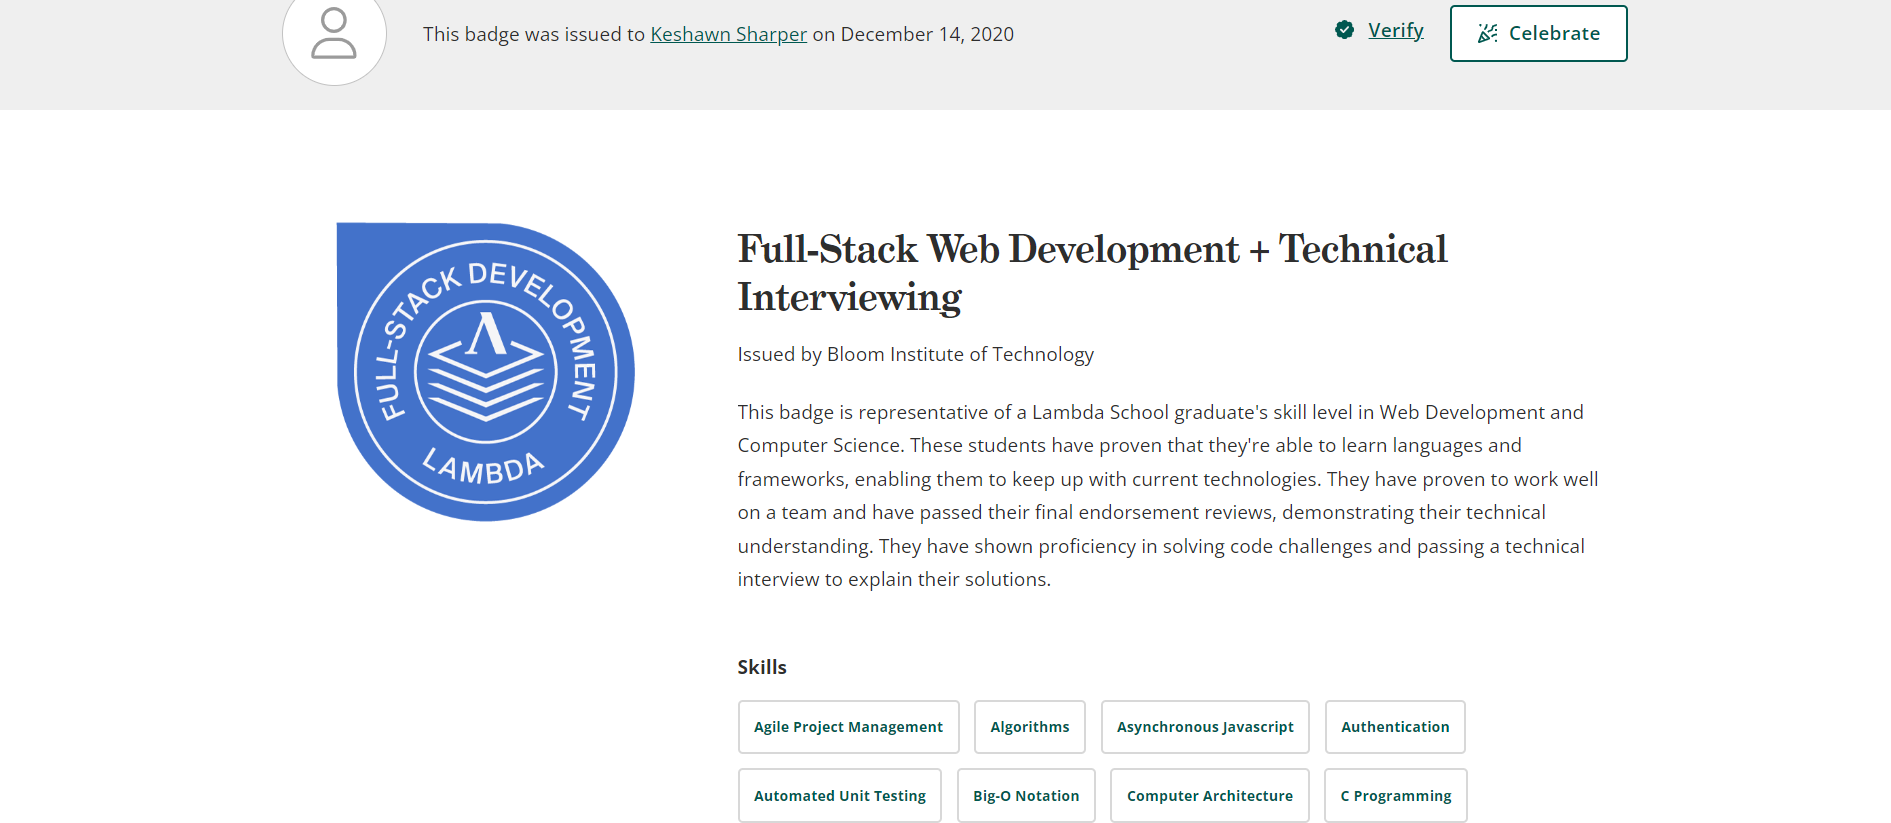 This badge was issued to Keshawn Sharper on December 14, 2020
Verify
Celebrate
FULL-STACK DEVELOPMENT
LAMBDA
Full-Stack Web Development + Technical
Interviewing
Issued by Bloom Institute of Technology
This badge is representative of a Lambda School graduate's skill level in Web Development and
Computer Science. These students have proven that they're able to learn languages and
frameworks, enabling them to keep up with current technologies. They have proven to work well
on a team and have passed their final endorsement reviews, demonstrating their technical
understanding. They have shown proficiency in solving code challenges and passing a technical
interview to explain their solutions.
Skills
Agile Project Management
Algorithms
Asynchronous Javascript
Authentication
Automated Unit Testing
Big-O Notation
Computer Architecture
C Programming